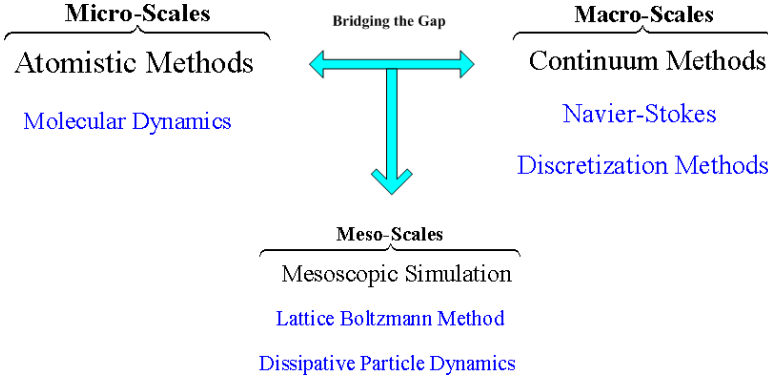 Micro-Scales
Atomistic Methods
Molecular Dynamics
Bridging the Gap
Macro-Scales
Continuum Methods
Navier-Stokes
Discretization Methods
Meso-Scales
Mesoscopic Simulation
Lattice Boltzmann Method
Dissipative Particle Dynamics